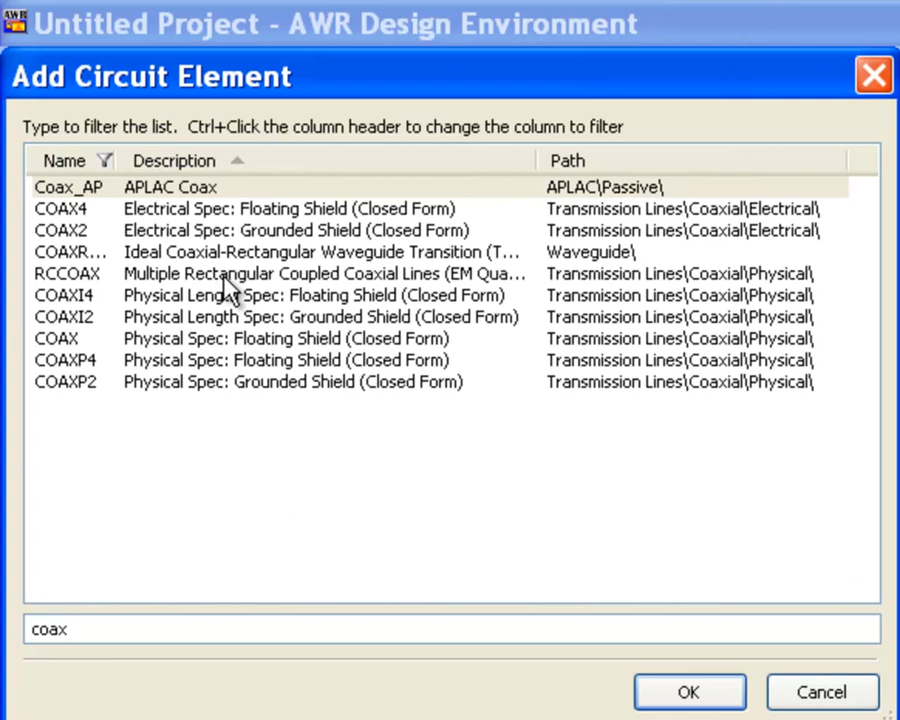 AWR Untitled Project - AWR Design Environment
Add Circuit Element
Type to filter the list. Ctrl+Click the column header to change the column to filter
Name Description Path
Coax_AP APLAC Coax APLAC\Passive\
COAX4 Electrical Spec: Floating Shield (Closed Form) Transmission Lines\Coaxial\Electrical\
COAX2 Electrical Spec: Grounded Shield (Closed Form) Transmission Lines\Coaxial\Electrical\
COAXR... Ideal Coaxial-Rectangular Waveguide Transition (T... Waveguide\
RCCOAX Multiple Rectangular Coupled Coaxial Lines (EM Qua... Transmission Lines\Coaxial\Physical\
COAXI4 Physical Length Spec: Floating Shield (Closed Form) Transmission Lines\Coaxial\Physical\
COAXI2 Physical Length Spec: Grounded Shield (Closed Form) Transmission Lines\Coaxial\Physical\
COAX Physical Spec: Floating Shield (Closed Form) Transmission Lines\Coaxial\Physical\
COAXP4 Physical Spec: Floating Shield (Closed Form) Transmission Lines\Coaxial\Physical\
COAXP2 Physical Spec: Grounded Shield (Closed Form) Transmission Lines\Coaxial\Physical\
coax
OK Cancel